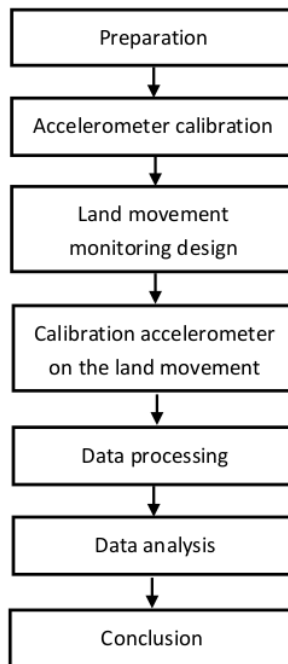 Preparation
Accelerometer calibration
Land movement
monitoring design
Calibration accelerometer
on the land movement
Data processing
Data analysis
Conclusion